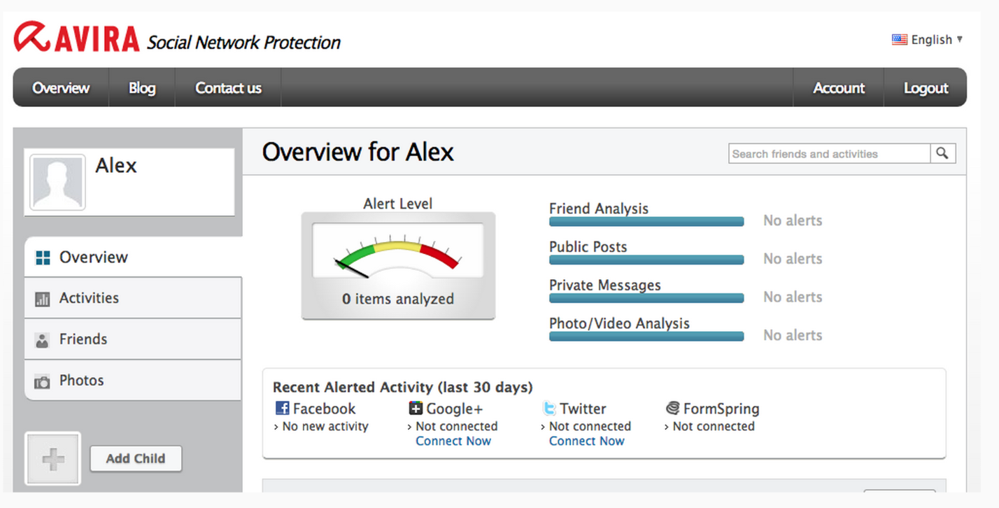 AVIRA Social Network Protection
English
Overview Blog Contact us Account Logout
Alex
Overview
Activities
Friends
Photos
Add Child
Overview for Alex
Search friends and activities
Alert Level
0 items analyzed
Friend Analysis
No alerts
Public Posts
No alerts
Private Messages
No alerts
Photo/Video Analysis
No alerts
Recent Alerted Activity (last 30 days)
Facebook Google+ Twitter FormSpring
› No new activity › Not connected › Not connected › Not connected
Connect Now Connect Now